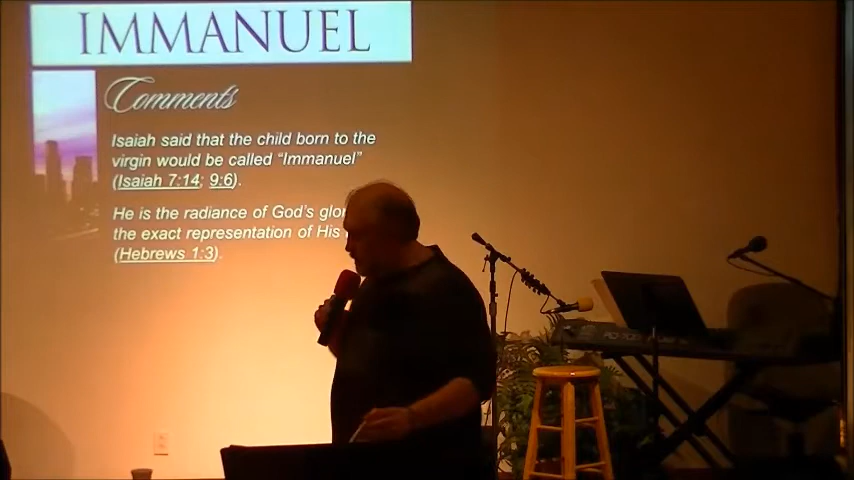 IMMANUEL
Comments
Isaiah said that the child born to the
virgin would be called “Immanuel”
(Isaiah 7:14; 9:6).
He is the radiance of God’s
the exact representation of His
(Hebrews 1:3).